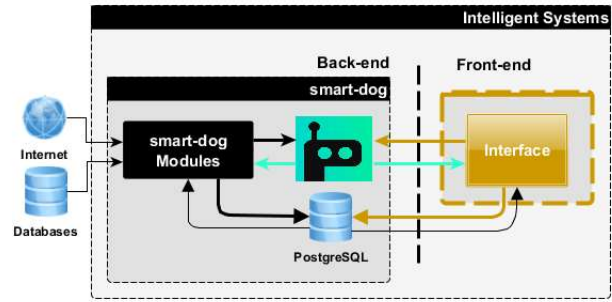 Intelligent Systems
Back-end
Front-end
smart-dog
Internet
smart-dog
Modules
Interface
Databases
PostgreSQL